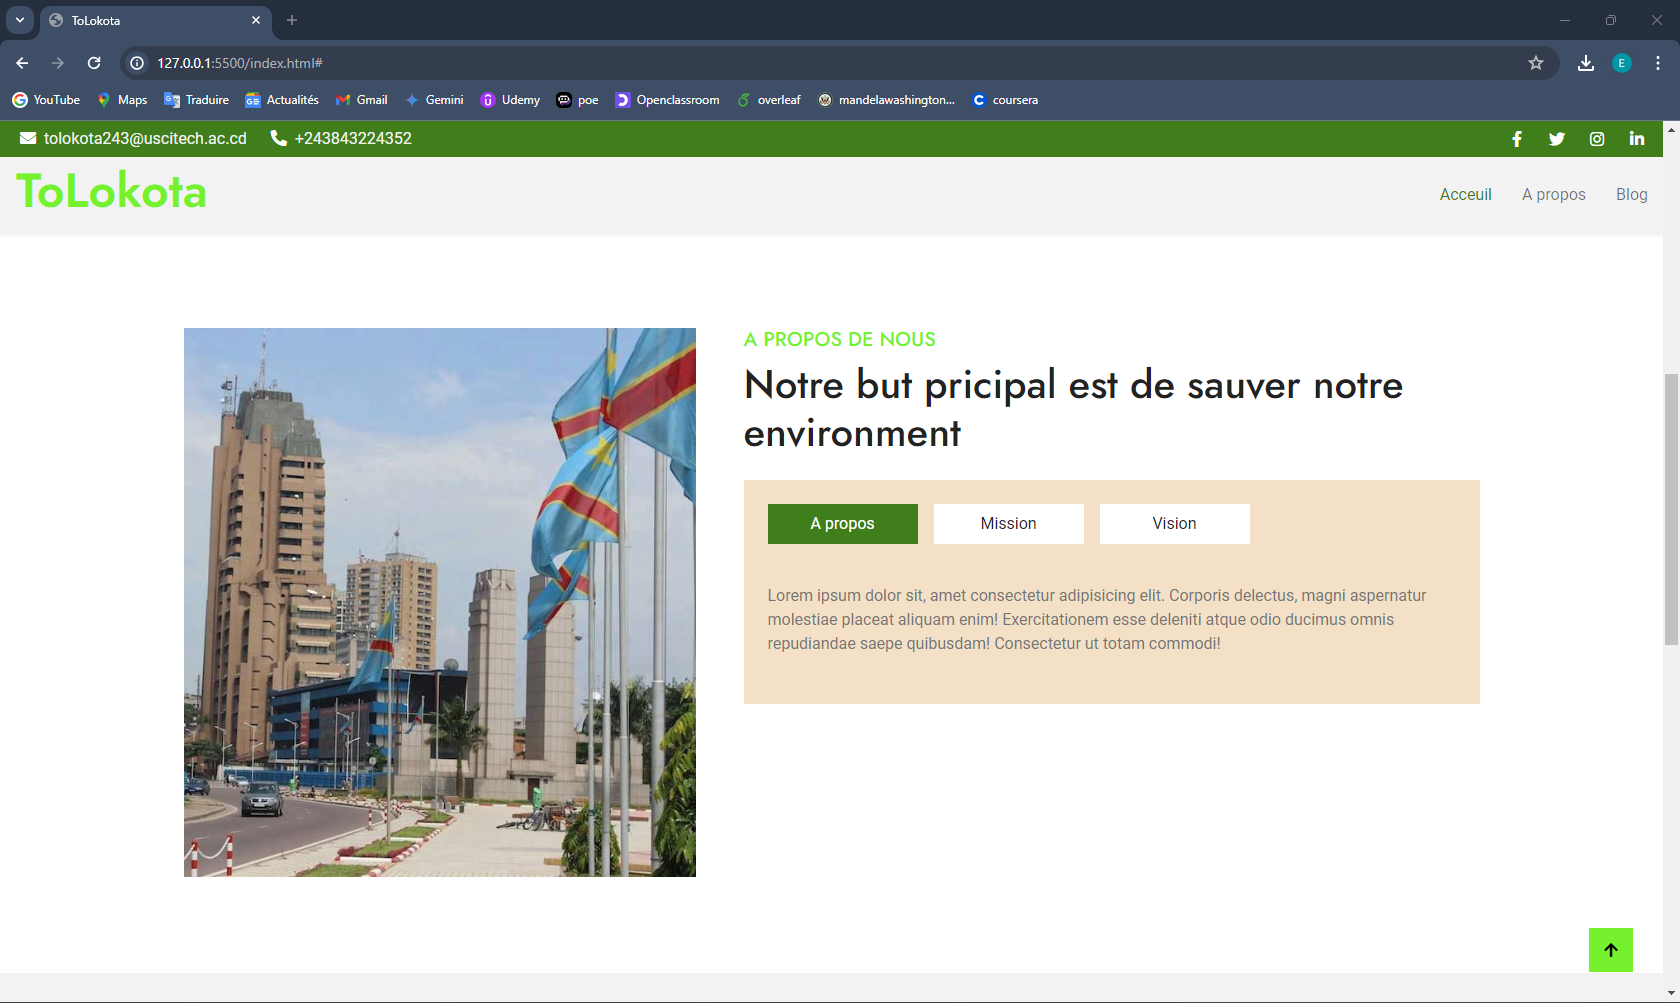 ToLokota
127.0.0.1:5500/index.html#
E
YouTube Maps Traduire Actualités Gmail Gemini Udemy poe Openclassroom overleaf mandelawashington... coursera
tolokota243@uscitech.ac.cd +243843224352
ToLokota
Acceuil A propos Blog
A PROPOS DE NOUS
Notre but pricipal est de sauver notre
environment
A propos Mission Vision
Lorem ipsum dolor sit, amet consectetur adipisicing elit. Corporis delectus, magni aspernatur
molestiae placeat aliquam enim! Exercitationem esse deleniti atque odio ducimus omnis
repudiandae saepe quibusdam! Consectetur ut totam commodi!